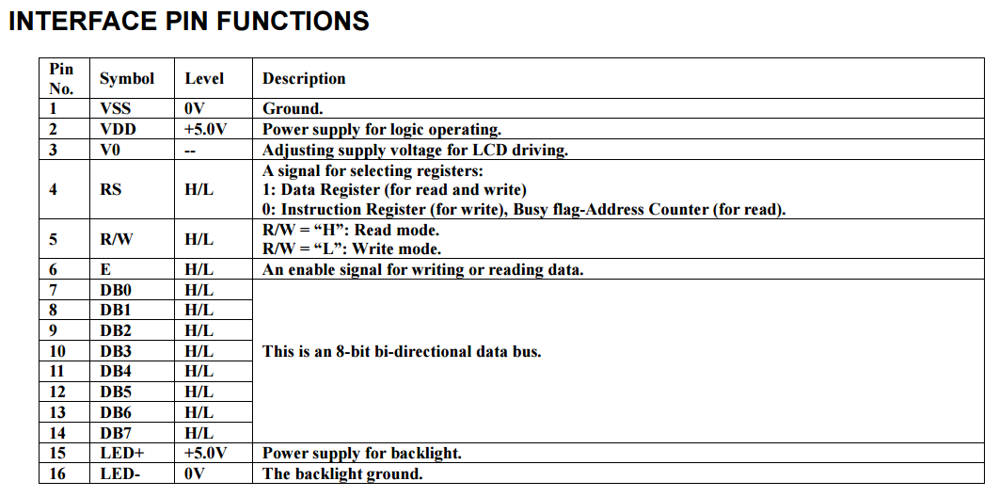 INTERFACE PIN FUNCTIONS
Pin No. Symbol Level Description
1 VSS 0V Ground.
2 VDD +5.0V Power supply for logic operating.
3 V0 -- Adjusting supply voltage for LCD driving.
4 RS H/L A signal for selecting registers:
1: Data Register (for read and write)
0: Instruction Register (for write), Busy flag-Address Counter (for read).
5 R/W H/L R/W = “H”: Read mode.
R/W = “L”: Write mode.
6 E H/L An enable signal for writing or reading data.
7 DB0 H/L
8 DB1 H/L
9 DB2 H/L
10 DB3 H/L This is an 8-bit bi-directional data bus.
11 DB4 H/L
12 DB5 H/L
13 DB6 H/L
14 DB7 H/L
15 LED+ +5.0V Power supply for backlight.
16 LED- 0V The backlight ground.